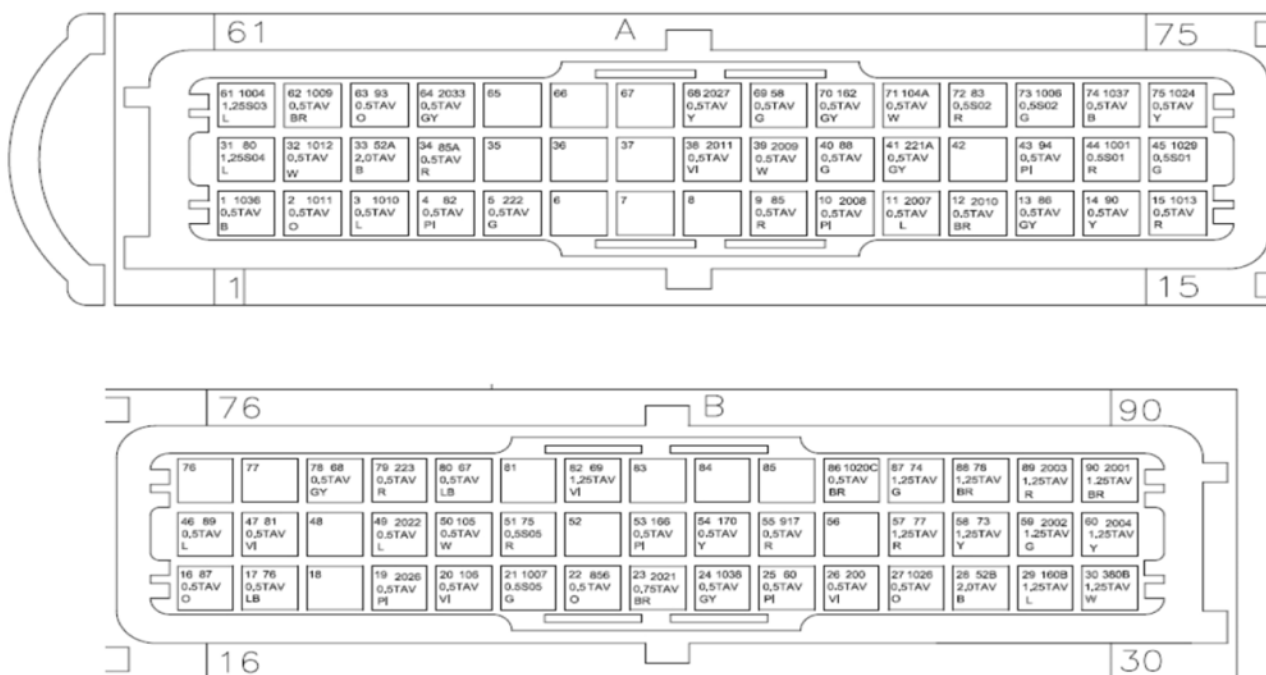 61 A 75
61 1004 62 1009 63 93 64 2033 65 66 67 68 2027 69 58 70 162 71 104A 72 83 73 1006 74 1037 75 1024
1,25S03 0,5TAV 0.5TAV 0,5TAV 0,5TAV 0,5TAV 0,5TAV 0,5TAV 0,5S02 0,5S02 0,5TAV 0,5TAV
L BR O GY Y G GY W R G B Y
31 80 32 1012 33 52A 34 85A 35 36 37 38 2011 39 2009 40 88 41 221A 42 43 94 44 1001 45 1029
1,25S04 0,5TAV 2,0TAV 0.5TAV 0,5TAV 0.5TAV 0,5TAV 0,5TAV 0,5TAV 0.5S01 0,5S01
L W B R VI W G GY PI R G
1 1036 2 1011 3 1010 4 82 5 222 6 7 8 9 85 10 2008 11 2007 12 2010 13 86 14 90 15 1013
0.5TAV 0.5TAV 0.5TAV 0,5TAV 0.5TAV 0.5TAV 0,5TAV 0,5TAV 0.5TAV 0,5TAV 0.5TAV 0,5TAV
B O L PI G R PI L BR GY Y R
1 15
76 B 90
76 77 78 68 79 223 80 67 81 82 69 83 84 85 86 1020C 87 74 88 78 89 2003 90 2001
0,5TAV 0,5TAV 0,5TAV 1,25TAV 0,5TAV 1,25TAV 1,25TAV 1,25TAV 1.25TAV
GY R LB VI BR G BR R BR
46 89 47 81 48 49 2022 50 105 51 75 52 53 166 54 170 55 917 56 57 77 58 73 59 2002 60 2004
0,5TAV 0,5TAV 0.5TAV 0.5TAV 0,5S05 0,5TAV 0.5TAV 0,5TAV 1,25TAV 1,25TAV 1,25TAV 1,25TAV
L VI L W R PI Y R R Y G Y
16 87 17 76 18 19 2026 20 106 21 1007 22 856 23 2021 24 1038 25 60 26 200 27 1026 28 52B 29 160B 30 380B
0.5TAV 0.5TAV 0,5TAV 0,5TAV 0.5S05 0,5TAV 0,75TAV 0,5TAV 0,5TAV 0.5TAV 0,5TAV 2,0TAV 1,25TAV 1,25TAV
O LB PI VI G O BR GY PI VI O B L W
16 30